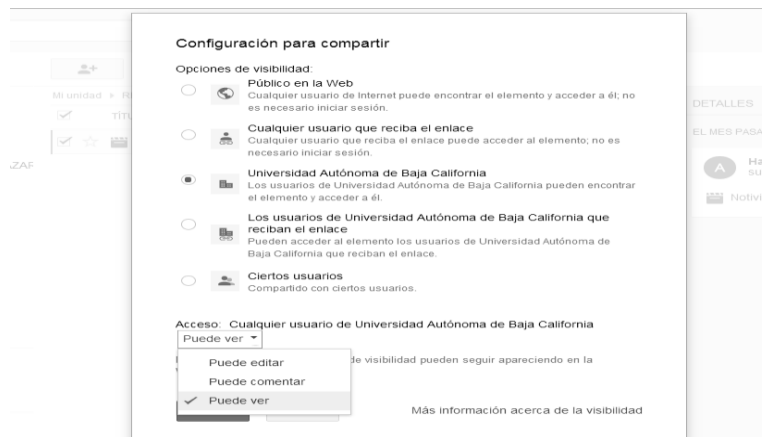 Configuración para compartir
Opciones de visibilidad:
Público en la Web
Cualquier usuario de Internet puede encontrar el elemento y acceder a él; no
es necesario iniciar sesión.
Cualquier usuario que reciba el enlace
Cualquier usuario que reciba el enlace puede acceder al elemento; no es
necesario iniciar sesión.
Universidad Autónoma de Baja California
Los usuarios de Universidad Autónoma de Baja California pueden encontrar
el elemento y acceder a él.
Los usuarios de Universidad Autónoma de Baja California que
reciban el enlace
Pueden acceder al elemento los usuarios de Universidad Autónoma de
Baja California que reciban el enlace.
Ciertos usuarios
Compartido con ciertos usuarios.
Acceso: Cualquier usuario de Universidad Autónoma de Baja California
Puede ver
de visibilidad pueden seguir apareciendo en la
Puede editar
Puede comentar
Puede ver
Más información acerca de la visibilidad
Mi unidad
DETALLES
EL MES PASA
A
Ha
su
Notivi